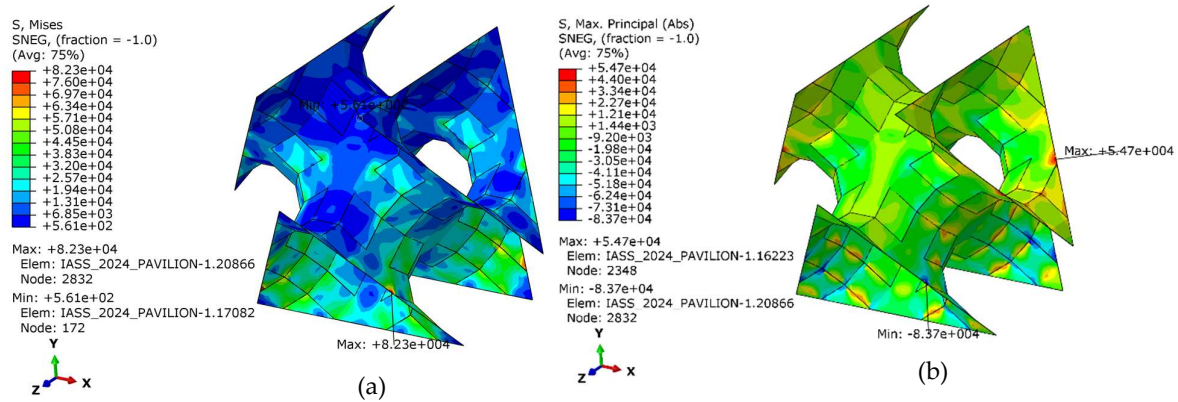 S, Mises
SNEG, (fraction = -1.0)
(Avg: 75%)
+8.23e+04
+7.60e+04
+6.97e+04
+6.34e+04
+5.71e+04
+5.08e+04
+4.45e+04
+3.83e+04
+3.20e+04
+2.57e+04
+1.94e+04
+1.31e+04
+6.85e+03
+5.61e+02
Max: +8.23e+04
Elem: IASS_2024_PAVILION-1.20866
Node: 2832
Min: +5.61e+02
Elem: IASS_2024_PAVILION-1.17082
Node: 172
Min: +5.61e+002
Max: +8.23e+004
Y
Z
X
(a)
S, Max. Principal (Abs)
SNEG, (fraction = -1.0)
(Avg: 75%)
+5.47e+04
+4.40e+04
+3.34e+04
+2.27e+04
+1.21e+04
+1.44e+03
-9.20e+03
-1.98e+04
-3.05e+04
-4.11e+04
-5.18e+04
-6.24e+04
-7.31e+04
-8.37e+04
Max: +5.47e+04
Elem: IASS_2024_PAVILION-1.16223
Node: 2348
Min: -8.37e+04
Elem: IASS_2024_PAVILION-1.20866
Node: 2832
Max: +5.47e+004
Min: -8.37e+004
Y
Z
X
(b)